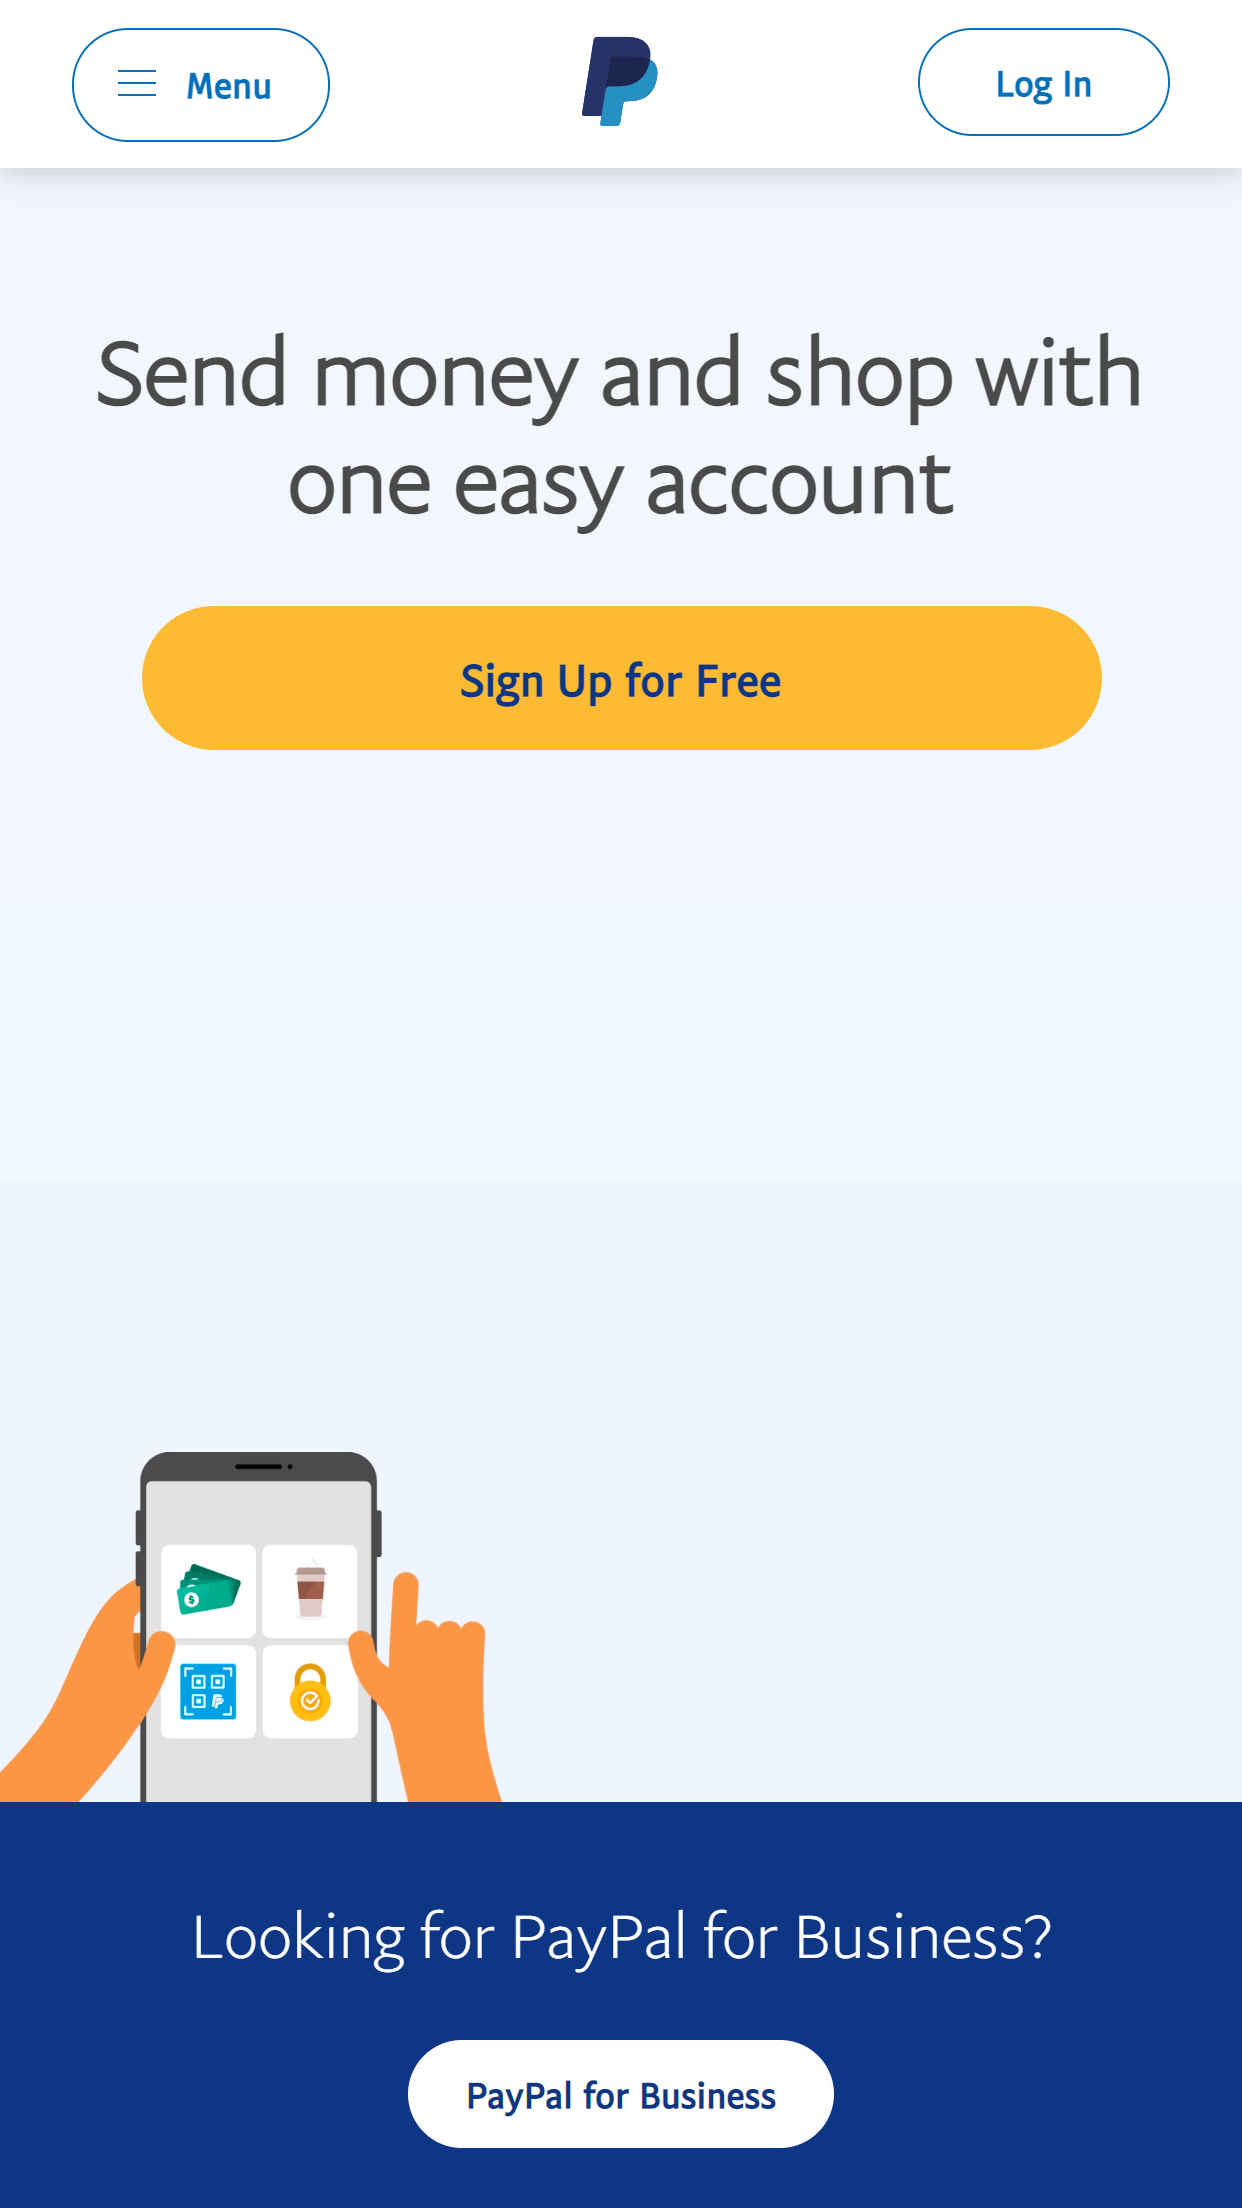 Menu
Log In
Send money and shop with
one easy account
Sign Up for Free
Looking for PayPal for Business?
PayPal for Business